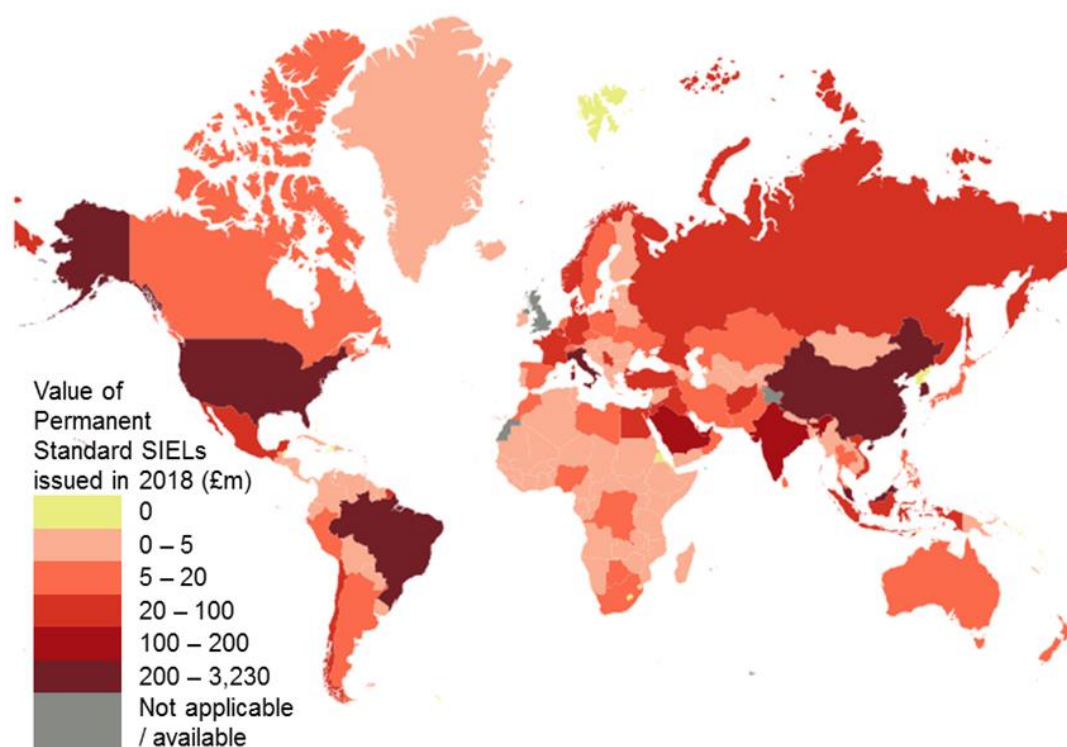 Value of
Permanent
Standard SIELs
issued in 2018 (£m)
0
0 – 5
5 – 20
20 – 100
100 – 200
200 – 3,230
Not applicable
/ available